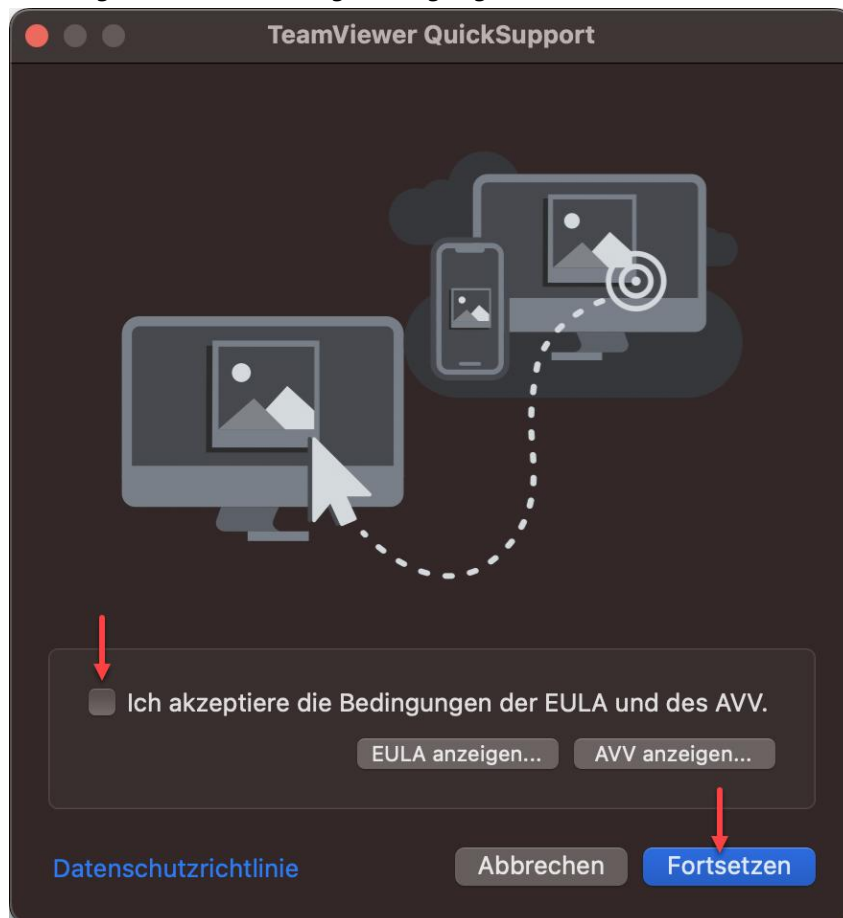 TeamViewer QuickSupport
Ich akzeptiere die Bedingungen der EULA und des AVV.
EULA anzeigen... AVV anzeigen...
Datenschutzrichtlinie Abbrechen Fortsetzen